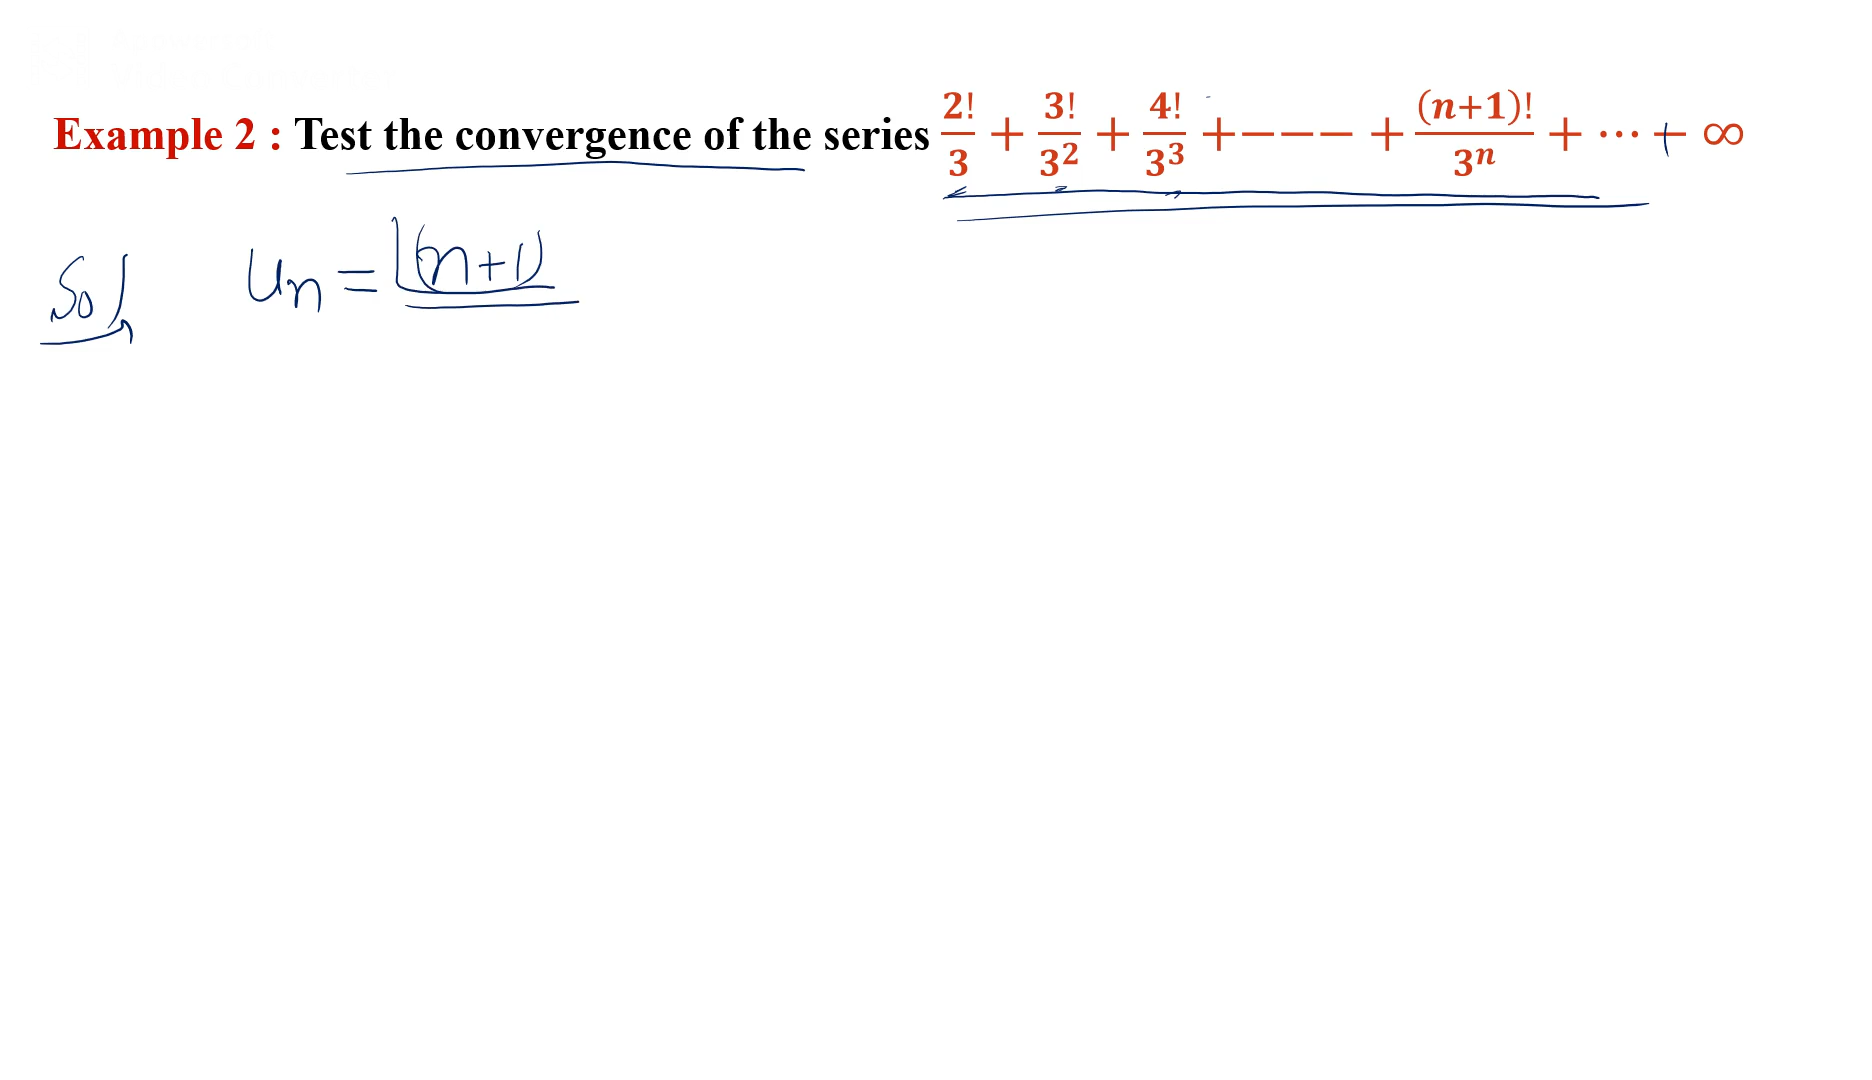 Example 2 : Test the convergence of the series 2!/3 + 3!/3² + 4!/3³ +−−− + (n+1)!/3ⁿ + ⋯ + ∞
Sol Un = |(n+1)